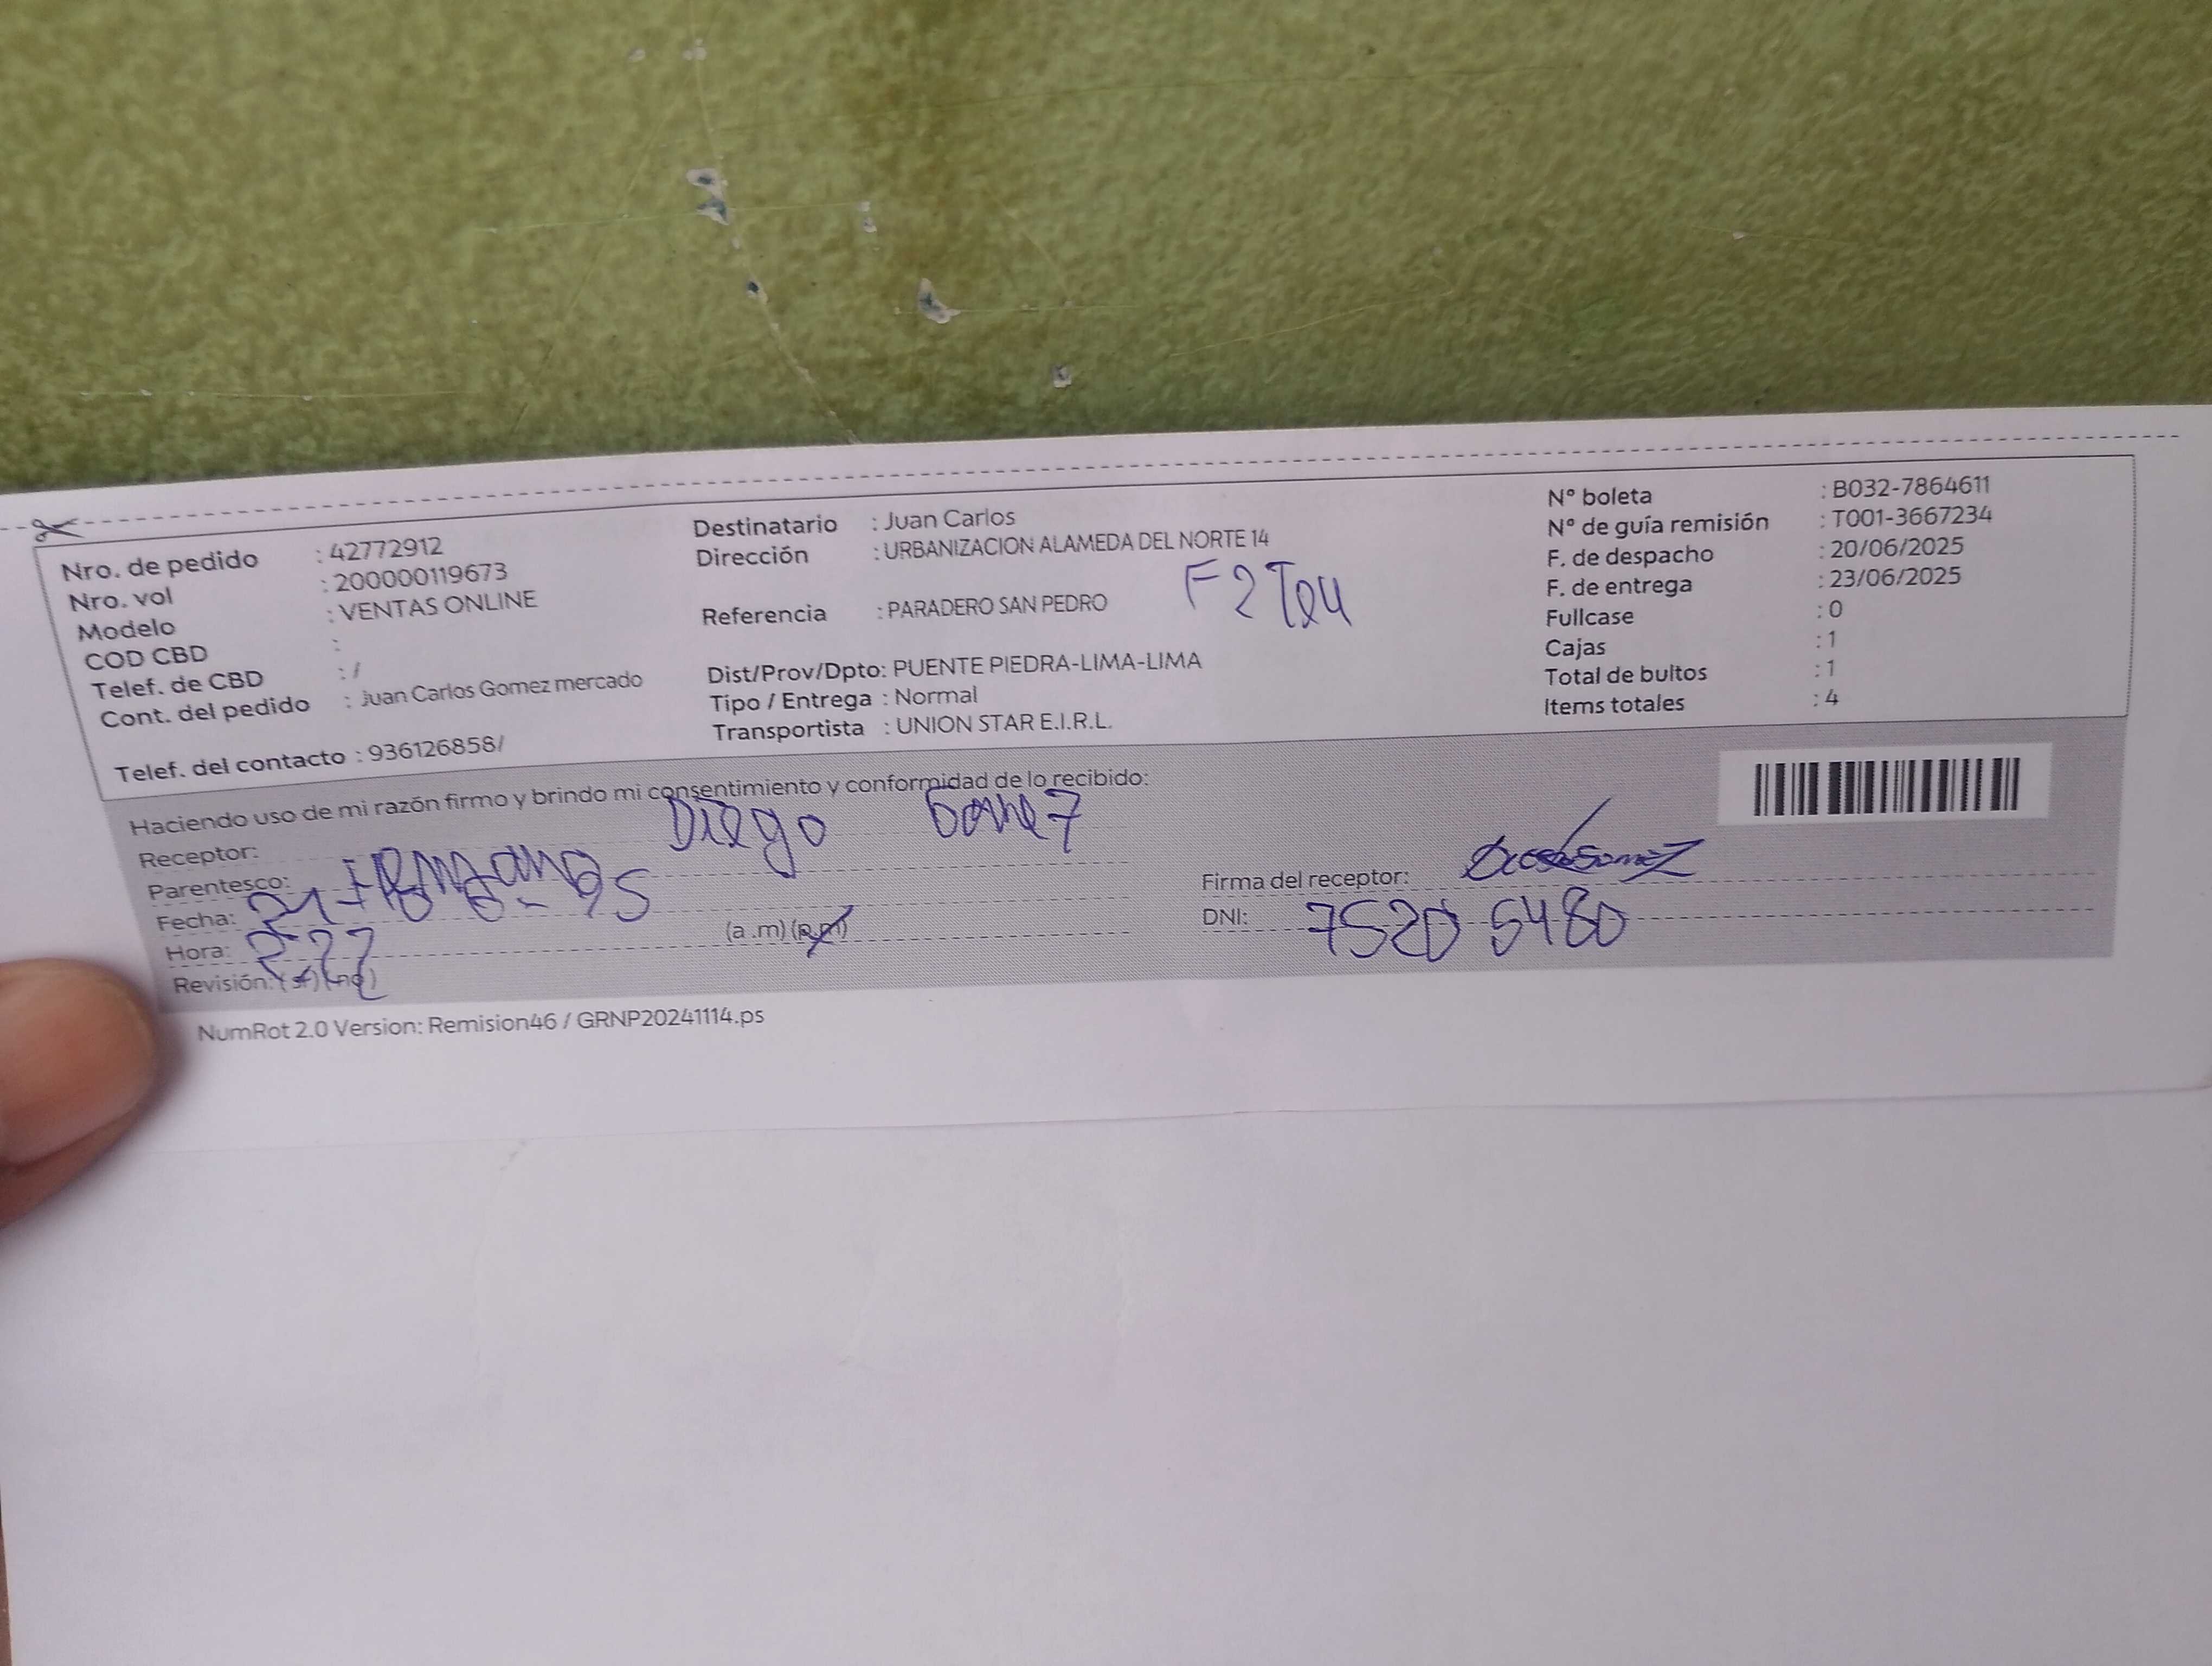 Nro. de pedido : 42772912
Nro. vol : 200000119673
Modelo : VENTAS ONLINE
COD CBD :
Telef. de CBD : /
Cont. del pedido : Juan Carlos Gomez mercado
Telef. del contacto : 936126858/
Destinatario : Juan Carlos
Dirección : URBANIZACION ALAMEDA DEL NORTE 14
F2
Referencia : PARADERO SAN PEDRO
Dist/Prov/Dpto: PUENTE PIEDRA-LIMA-LIMA
Tipo / Entrega : Normal
Transportista : UNION STAR E.I.R.L.
N° boleta : B032-7864611
N° de guía remisión : T001-3667234
F. de despacho : 20/06/2025
F. de entrega : 23/06/2025
Fullcase : 0
Cajas : 1
Total de bultos : 1
Items totales : 4
Haciendo uso de mi razón firmo y brindo mi consentimiento y conformidad de lo recibido:
Receptor: Diego Gomez
Parentesco: Hermano
Fecha:
Hora: (a.m) (p.m)
Revisión: (si) (no)
Firma del receptor:
DNI: 75205480
NumRot 2.0 Version: Remision46 / GRNP20241114.ps